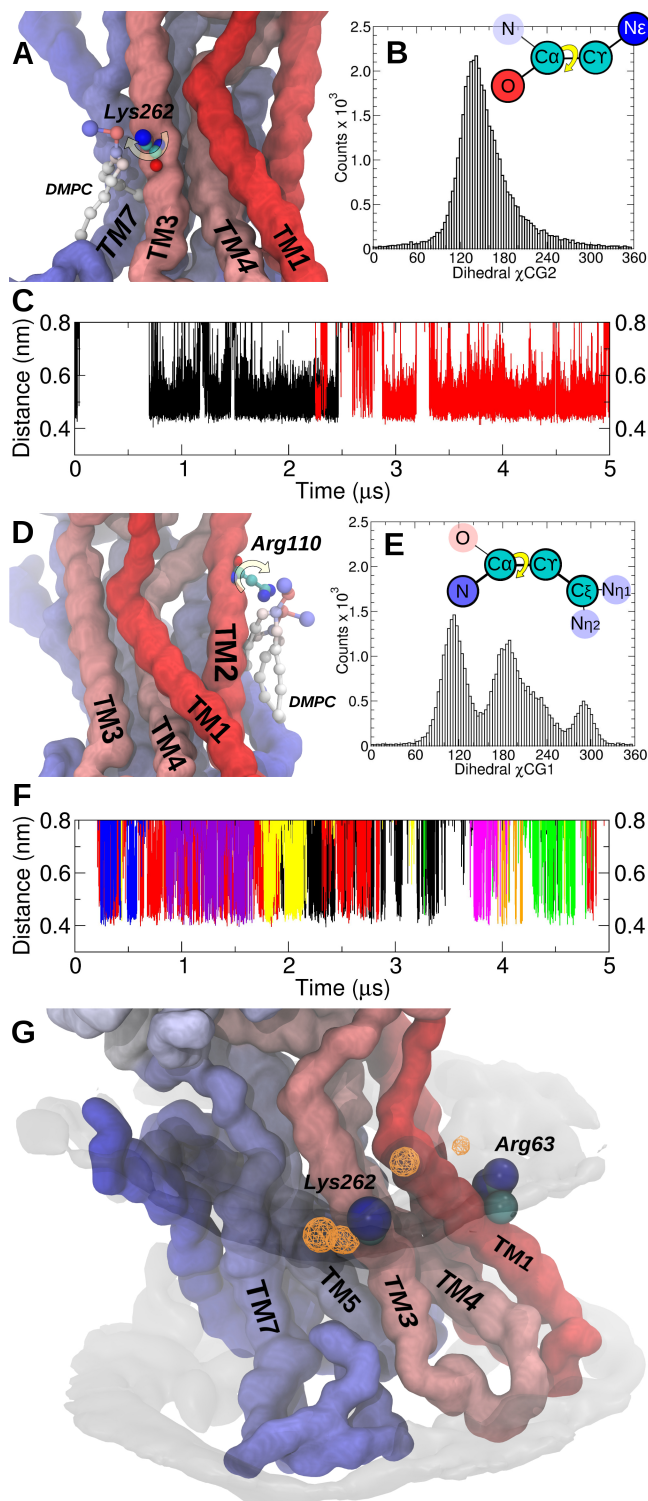 A
Lys262
DMPC
TM7
TM3
TM4
TM1
B
N
Cα
Cϒ
Nε
O
Counts x 10³
2.5
2.0
1.5
1.0
0.5
0
0 60 120 180 240 300 360
Dihedral χCG2
C
Distance (nm)
0.8 0.8
0.6 0.6
0.4 0.4
0 1 2 3 4 5
Time (μs)
D
Arg110
TM2
TM3
TM4
TM1
DMPC
E
O
Cα
Cϒ
N
Cξ
Nη1
Nη2
Counts x 10³
2.5
2.0
1.5
1.0
0.5
0
0 60 120 180 240 300 360
Dihedral χCG1
F
Distance (nm)
0.8 0.8
0.6 0.6
0.4 0.4
0 1 2 3 4 5
Time (μs)
G
Lys262
Arg63
TM7
TM5
TM3
TM4
TM1